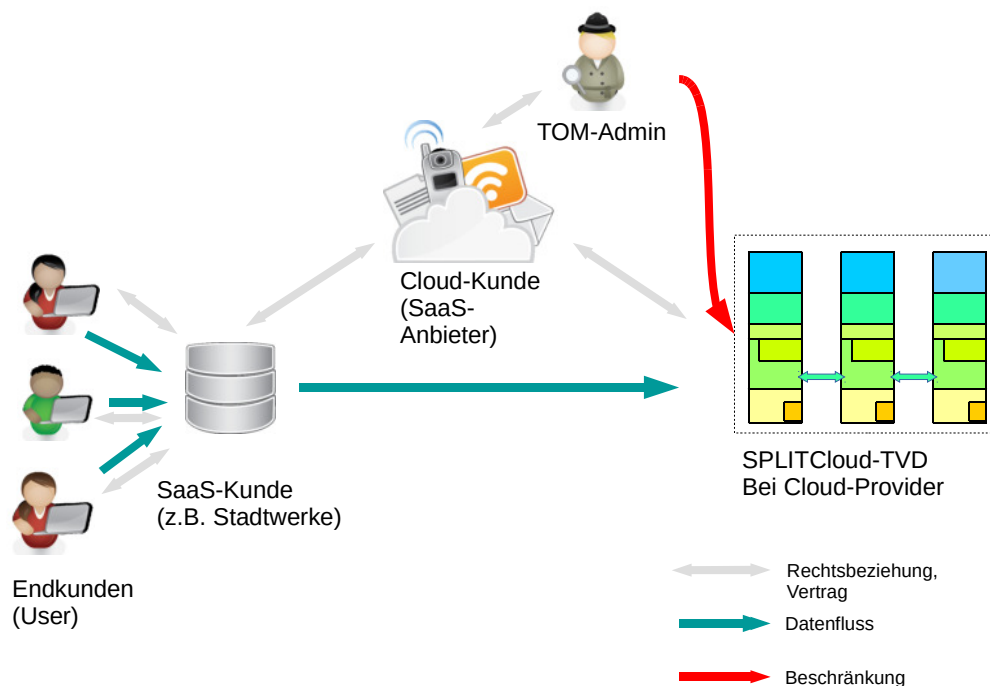 TOM-Admin
Cloud-Kunde
(SaaS-
Anbieter)
SaaS-Kunde
(z.B. Stadtwerke)
SPLITCloud-TVD
Bei Cloud-Provider
Endkunden
(User)
Rechtsbeziehung,
Vertrag
Datenfluss
Beschränkung